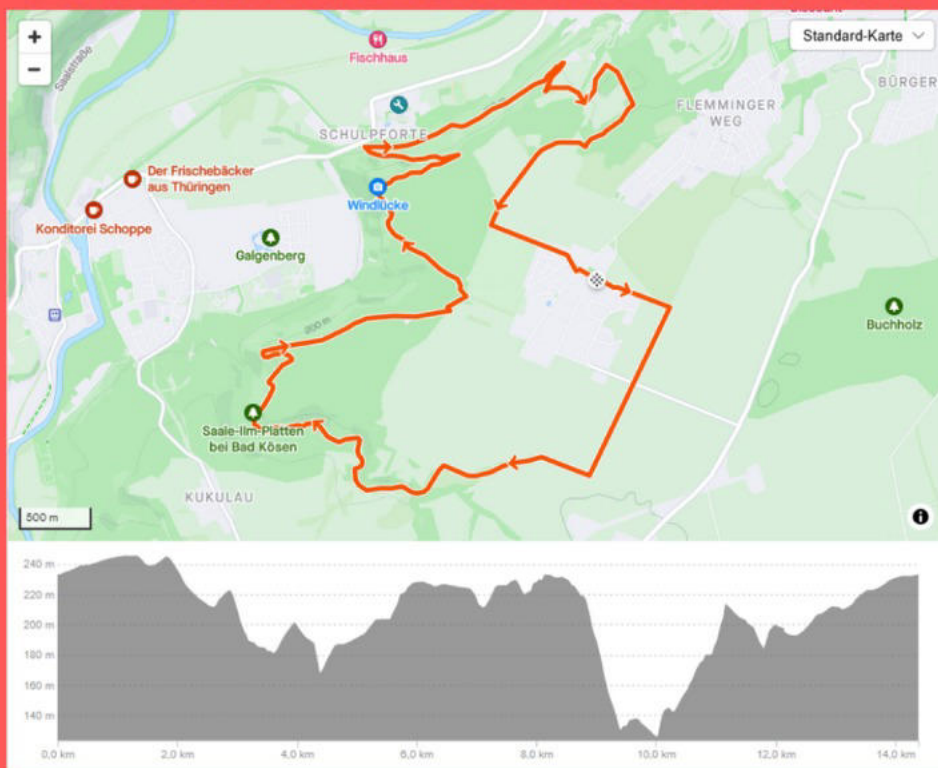 +
−
Standard-Karte
Saalstraße
Fischhaus
BÜRGER
FLEMMINGER
WEG
SCHULPFORTE
Der Frischebäcker
aus Thüringen
Windlücke
Konditorei Schoppe
Galgenberg
Buchholz
200 m
Saale-Ilm-Platten
bei Bad Kösen
KUKULAU
500 m
240 m
220 m
200 m
180 m
160 m
140 m
0,0 km
2,0 km
4,0 km
6,0 km
8,0 km
10,0 km
12,0 km
14,0 km